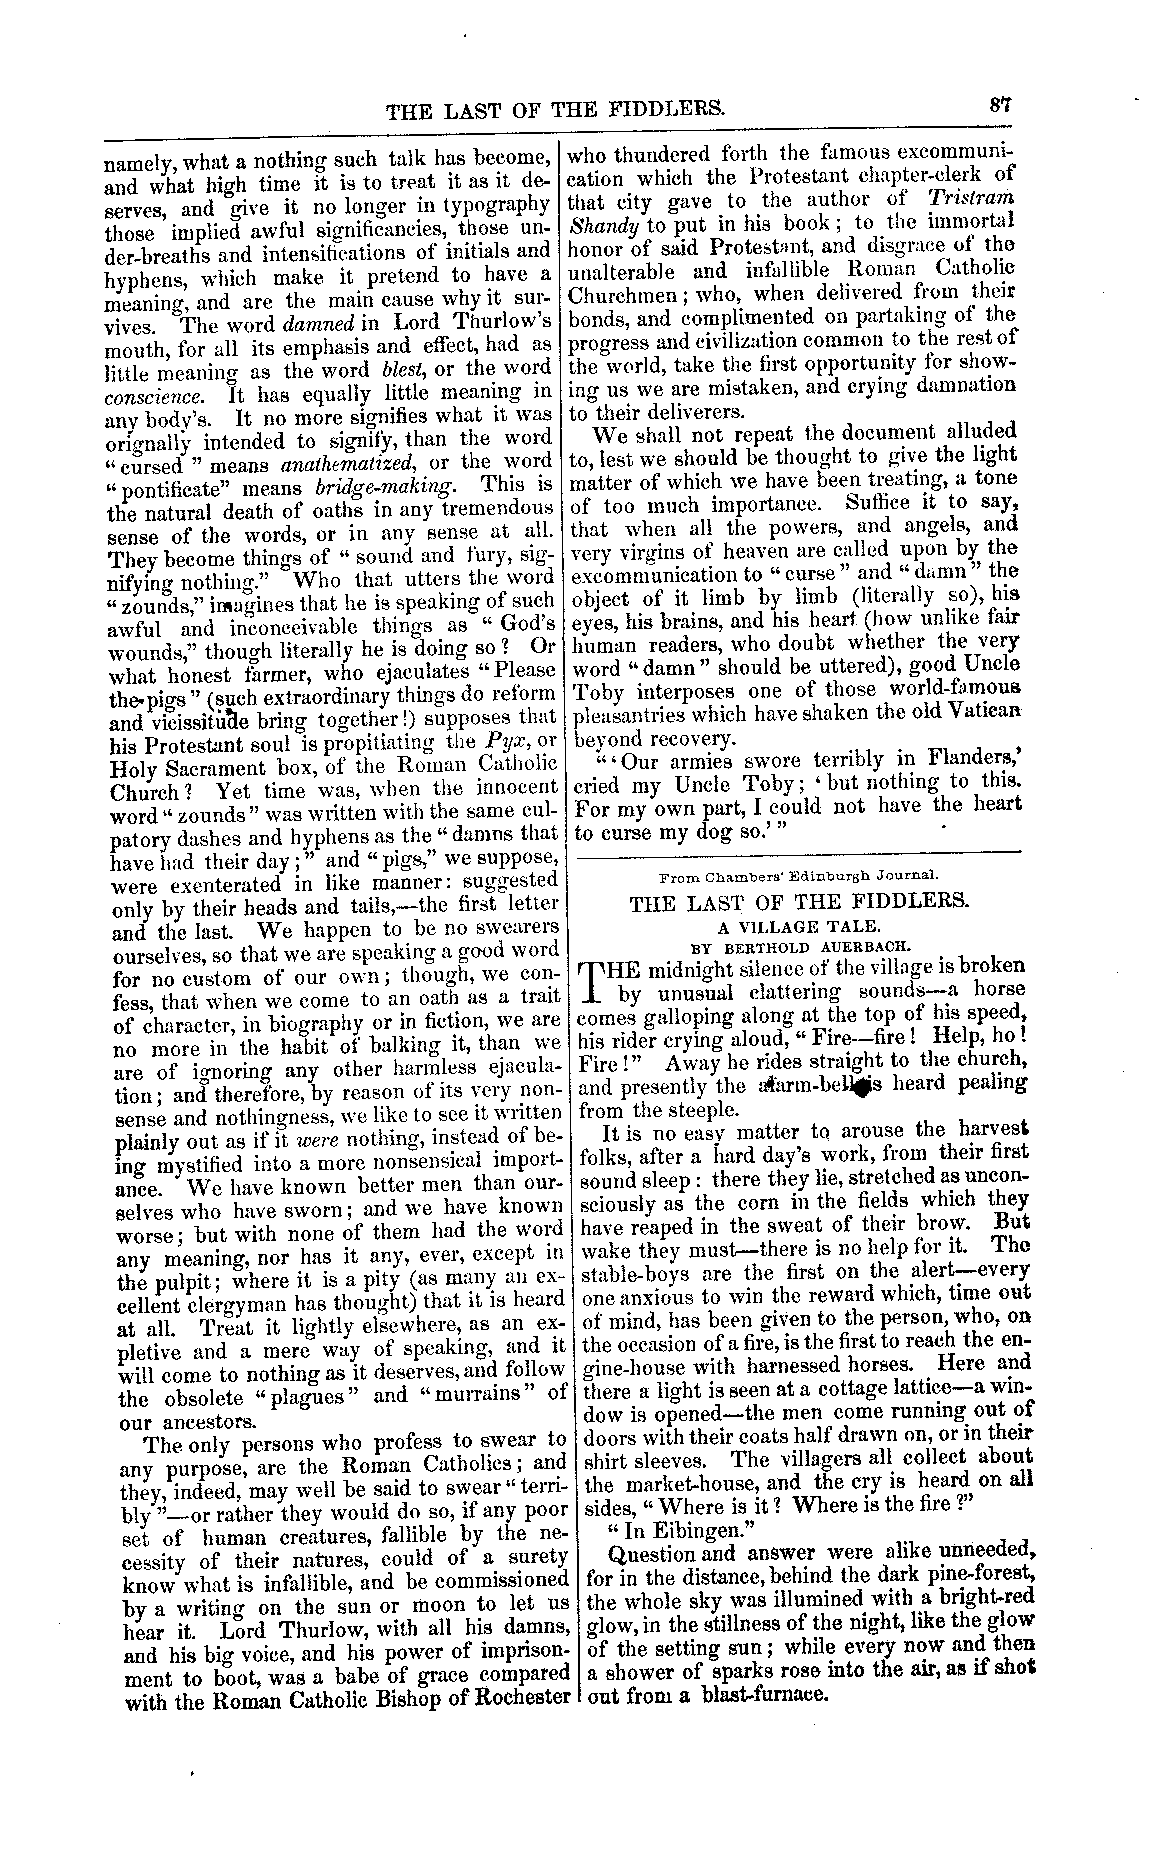 THE LAST OF THE FIDDLERS. 87
namely, what a nothing such talk has become,
and what high time it is to treat it as it de-
serves, and give it no longer in typography
those implied awful significancies, those un-
der-breaths and intensifications of initials and
hyphens, which make it pretend to have a
meaning, and are the main cause why it sur-
vives. The word damned in Lord Thurlow's
mouth, for all its emphasis and effect, had as
little meaning as the word blest, or the word
conscience. It has equally little meaning in
any body's. It no more signifies what it was
orignally intended to signify, than the word
"cursed" means anathematized, or the word
"pontificate" means bridge-making. This is
the natural death of oaths in any tremendous
sense of the words, or in any sense at all.
They become things of "sound and fury, sig-
nifying nothing." Who that utters the word
"zounds," imagines that he is speaking of such
awful and inconceivable things as "God's
wounds," though literally he is doing so? Or
what honest farmer, who ejaculates "Please
the pigs" (such extraordinary things do reform
and vicissitude bring together!) supposes that
his Protestant soul is propitiating the Pyx, or
Holy Sacrament box, of the Roman Catholic
Church? Yet time was, when the innocent
word "zounds" was written with the same cul-
patory dashes and hyphens as the "damns that
have had their day;" and "pigs," we suppose,
were exenterated in like manner: suggested
only by their heads and tails,—the first letter
and the last. We happen to be no swearers
ourselves, so that we are speaking a good word
for no custom of our own; though, we con-
fess, that when we come to an oath as a trait
of character, in biography or in fiction, we are
no more in the habit of balking it, than we
are of ignoring any other harmless ejacula-
tion; and therefore, by reason of its very non-
sense and nothingness, we like to see it written
plainly out as if it were nothing, instead of be-
ing mystified into a more nonsensical import-
ance. We have known better men than our-
selves who have sworn; and we have known
worse; but with none of them had the word
any meaning, nor has it any, ever, except in
the pulpit; where it is a pity (as many an ex-
cellent clergyman has thought) that it is heard
at all. Treat it lightly elsewhere, as an ex-
pletive and a mere way of speaking, and it
will come to nothing as it deserves, and follow
the obsolete "plagues" and "murrains" of
our ancestors.
The only persons who profess to swear to
any purpose, are the Roman Catholics; and
they, indeed, may well be said to swear "terri-
bly"—or rather they would do so, if any poor
set of human creatures, fallible by the ne-
cessity of their natures, could of a surety
know what is infallible, and be commissioned
by a writing on the sun or moon to let us
hear it. Lord Thurlow, with all his damns,
and his big voice, and his power of imprison-
ment to boot, was a babe of grace compared
with the Roman Catholic Bishop of Rochester
who thundered forth the famous excommuni-
cation which the Protestant chapter-clerk of
that city gave to the author of Tristram
Shandy to put in his book; to the immortal
honor of said Protestant, and disgrace of the
unalterable and infallible Roman Catholic
Churchmen; who, when delivered from their
bonds, and complimented on partaking of the
progress and civilization common to the rest of
the world, take the first opportunity for show-
ing us we are mistaken, and crying damnation
to their deliverers.
We shall not repeat the document alluded
to, lest we should be thought to give the light
matter of which we have been treating, a tone
of too much importance. Suffice it to say,
that when all the powers, and angels, and
very virgins of heaven are called upon by the
excommunication to "curse" and "damn" the
object of it limb by limb (literally so), his
eyes, his brains, and his heart (how unlike fair
human readers, who doubt whether the very
word "damn" should be uttered), good Uncle
Toby interposes one of those world-famous
pleasantries which have shaken the old Vatican
beyond recovery.
"'Our armies swore terribly in Flanders,'
cried my Uncle Toby; 'but nothing to this.
For my own part, I could not have the heart
to curse my dog so.'"
From Chambers' Edinburgh Journal.
THE LAST OF THE FIDDLERS.
A VILLAGE TALE.
BY BERTHOLD AUERBACH.
THE midnight silence of the village is broken
by unusual clattering sounds—a horse
comes galloping along at the top of his speed,
his rider crying aloud, "Fire—fire! Help, ho!
Fire!" Away he rides straight to the church,
and presently the alarm-bell is heard pealing
from the steeple.
It is no easy matter to arouse the harvest
folks, after a hard day's work, from their first
sound sleep: there they lie, stretched as uncon-
sciously as the corn in the fields which they
have reaped in the sweat of their brow. But
wake they must—there is no help for it. The
stable-boys are the first on the alert—every
one anxious to win the reward which, time out
of mind, has been given to the person, who, on
the occasion of a fire, is the first to reach the en-
gine-house with harnessed horses. Here and
there a light is seen at a cottage lattice—a win-
dow is opened—the men come running out of
doors with their coats half drawn on, or in their
shirt sleeves. The villagers all collect about
the market-house, and the cry is heard on all
sides, "Where is it? Where is the fire?"
"In Eibingen."
Question and answer were alike unneeded,
for in the distance, behind the dark pine-forest,
the whole sky was illumined with a bright-red
glow, in the stillness of the night, like the glow
of the setting sun; while every now and then
a shower of sparks rose into the air, as if shot
out from a blast-furnace.